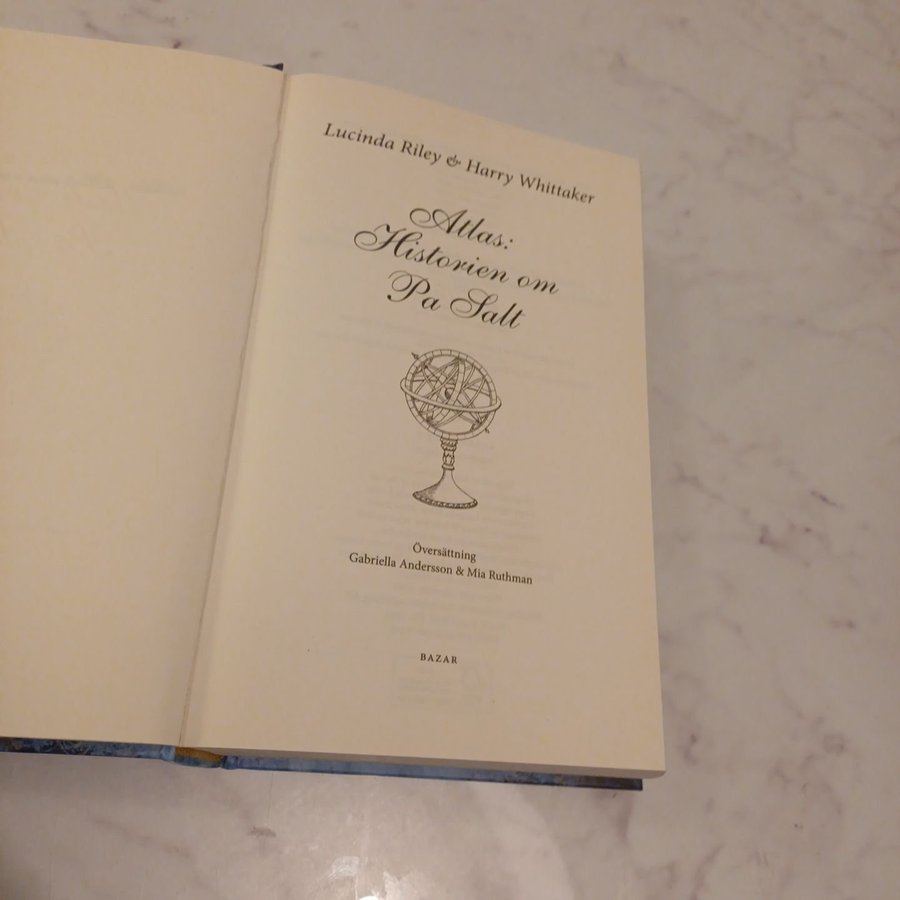 Lucinda Riley & Harry Whittaker
Atlas:
Historien om
Pa Salt
Översättning
Gabriella Andersson & Mia Ruthman
BAZAR